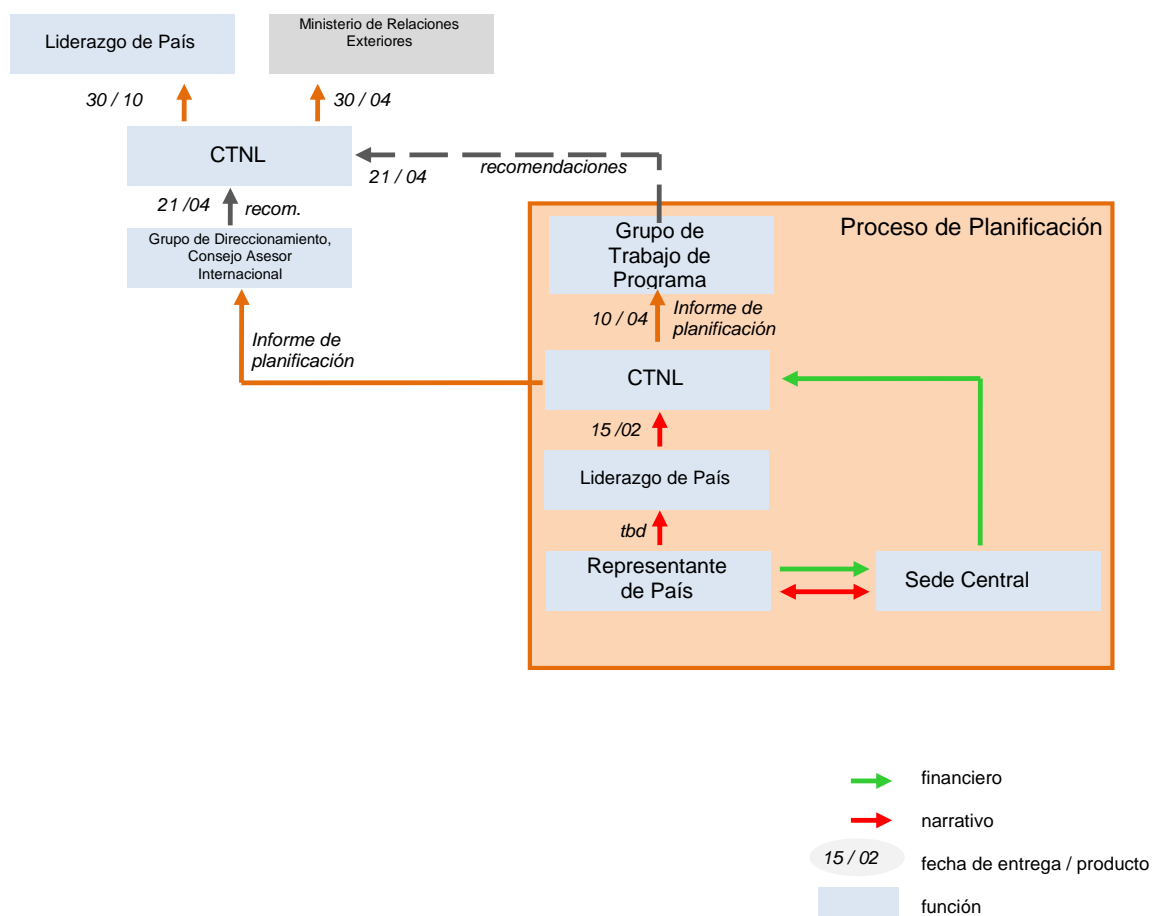 Liderazgo de País
Ministerio de Relaciones
Exteriores
30 / 10
30 / 04
CTNL
recomendaciones
21 / 04
21 /04
recom.
Grupo de Direccionamiento,
Consejo Asesor
Internacional
Proceso de Planificación
Grupo de
Trabajo de
Programa
10 / 04
Informe de
planificación
Informe de
planificación
CTNL
15 /02
Liderazgo de País
tbd
Representante
de País
Sede Central
financiero
narrativo
15 / 02
fecha de entrega / producto
función